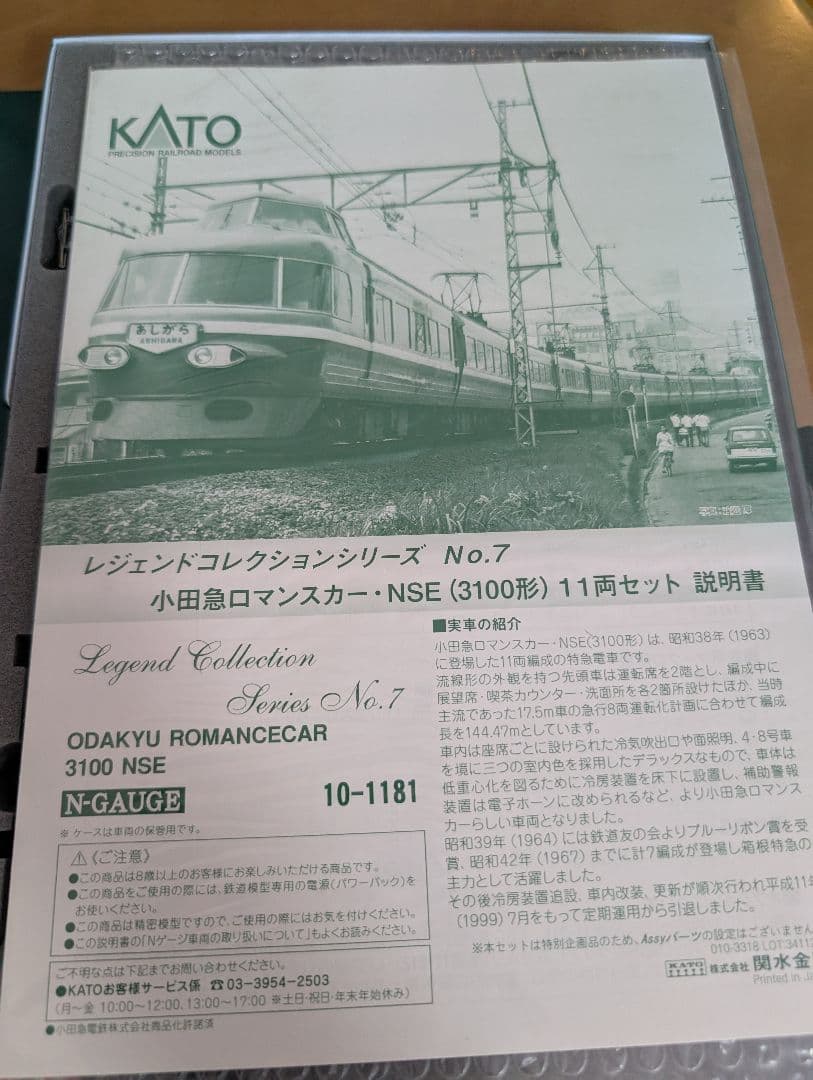 KATO
PRECISION RAILROAD MODELS
あしがら
ASHIGARA
レジェンドコレクションシリーズ No.7
小田急ロマンスカー・NSE(3100形)11両セット 説明書
Legend Collection
Series No.7
ODAKYU ROMANCECAR
3100 NSE
N-GAUGE 10-1181
※ ケースは車両の保管用です。
⚠《ご注意》
●この商品は8歳以上のお客様にお楽しみいただける商品です。
●この商品をご使用の際には、鉄道模型専用の電源(パワーパック)を
お使いください。
●この商品は精密模型ですので、ご使用の際にはお気を付けください。
●この説明書の「Nゲージ車両の取り扱いについて」もよくお読みください。
ご不明な点は下記までお問い合わせください。
●KATOお客様サービス係 ☎03-3954-2503
(月～金 10:00～12:00、13:00～17:00 ※土日・祝日・年末年始休み)
●小田急電鉄株式会社商品化許諾済
■実車の紹介
小田急ロマンスカー・NSE(3100形)は、昭和38年(1963)
に登場した11両編成の特急電車です。
流線形の外観を持つ先頭車は運転席を2階とし、編成中に
展望席・喫茶カウンター・洗面所を各2箇所設けたほか、当時
主流であった17.5m車の急行8両運転化計画に合わせて編成
長を144.47mとしています。
車内は座席ごとに設けられた冷気吹出口や面照明、4・8号車
を境に三つの室内色を採用したデラックスなもので、車体は
低重心化を図るために冷房装置を床下に設置し、補助警報
装置は電子ホーンに改められるなど、より小田急ロマンス
カーらしい車両となりました。
昭和39年(1964)には鉄道友の会よりブルーリボン賞を受
賞、昭和42年(1967)までに計7編成が登場し箱根特急の
主力として活躍しました。
その後冷房装置追設、車内改装、更新が順次行われ平成11年
(1999)7月をもって定期運用から引退しました。
※本セットは特別企画品のため、Assyパーツの設定はございません
010-3318 LOT:3411
KATO 株式会社 関水金
Printed in Ja